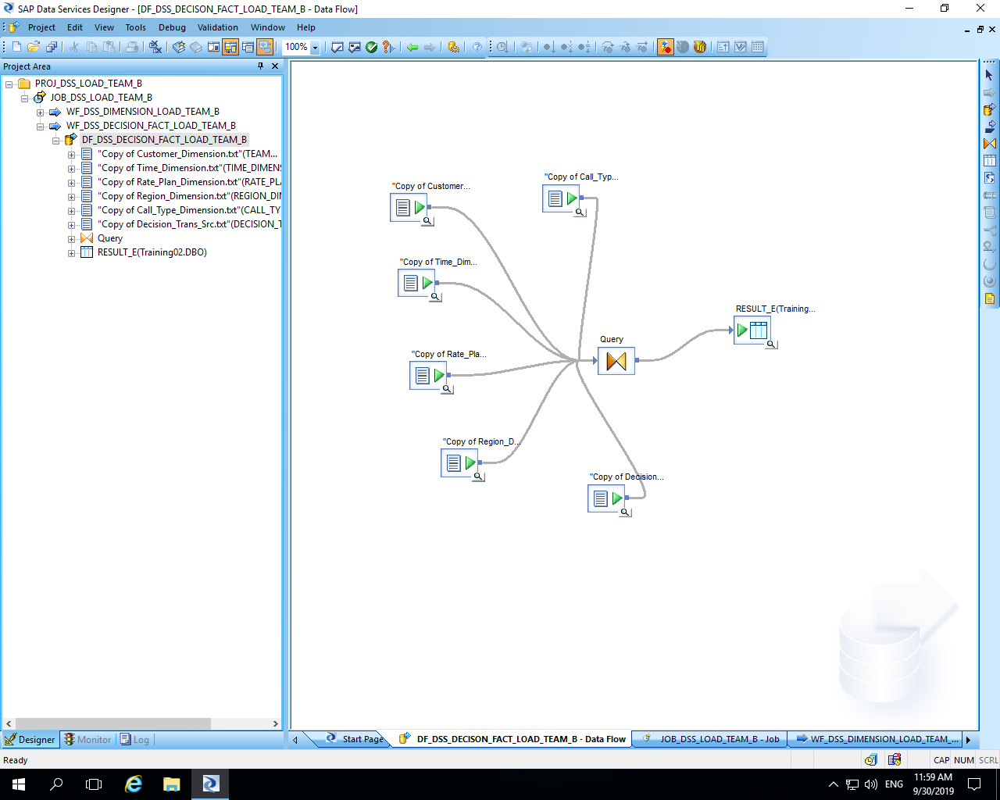 SAP Data Services Designer - [DF_DSS_DECISON_FACT_LOAD_TEAM_B - Data Flow]
Project Edit View Tools Debug Validation Window Help
100%
Project Area
PROJ_DSS_LOAD_TEAM_B
JOB_DSS_LOAD_TEAM_B
WF_DSS_DIMENSION_LOAD_TEAM_B
WF_DSS_DECISION_FACT_LOAD_TEAM_B
DF_DSS_DECISON_FACT_LOAD_TEAM_B
"Copy of Customer_Dimension.txt"(TEAM...
"Copy of Time_Dimension.txt"(TIME_DIMENS
"Copy of Rate_Plan_Dimension.txt"(RATE_PLA
"Copy of Region_Dimension.txt"(REGION_DIM
"Copy of Call_Type_Dimension.txt"(CALL_TY
"Copy of Decision_Trans_Src.txt"(DECISION_T
Query
RESULT_E(Training02.DBO)
"Copy of Call_Typ...
"Copy of Customer...
"Copy of Time_Dim...
RESULT_E(Training...
Query
"Copy of Rate_Pla...
"Copy of Region_D...
"Copy of Decision...
Designer Monitor Log
Start Page DF_DSS_DECISON_FACT_LOAD_TEAM_B - Data Flow JOB_DSS_LOAD_TEAM_B - Job WF_DSS_DIMENSION_LOAD_TEAM_...
Ready
CAP NUM SCRL
ENG
11:59 AM
9/30/2019